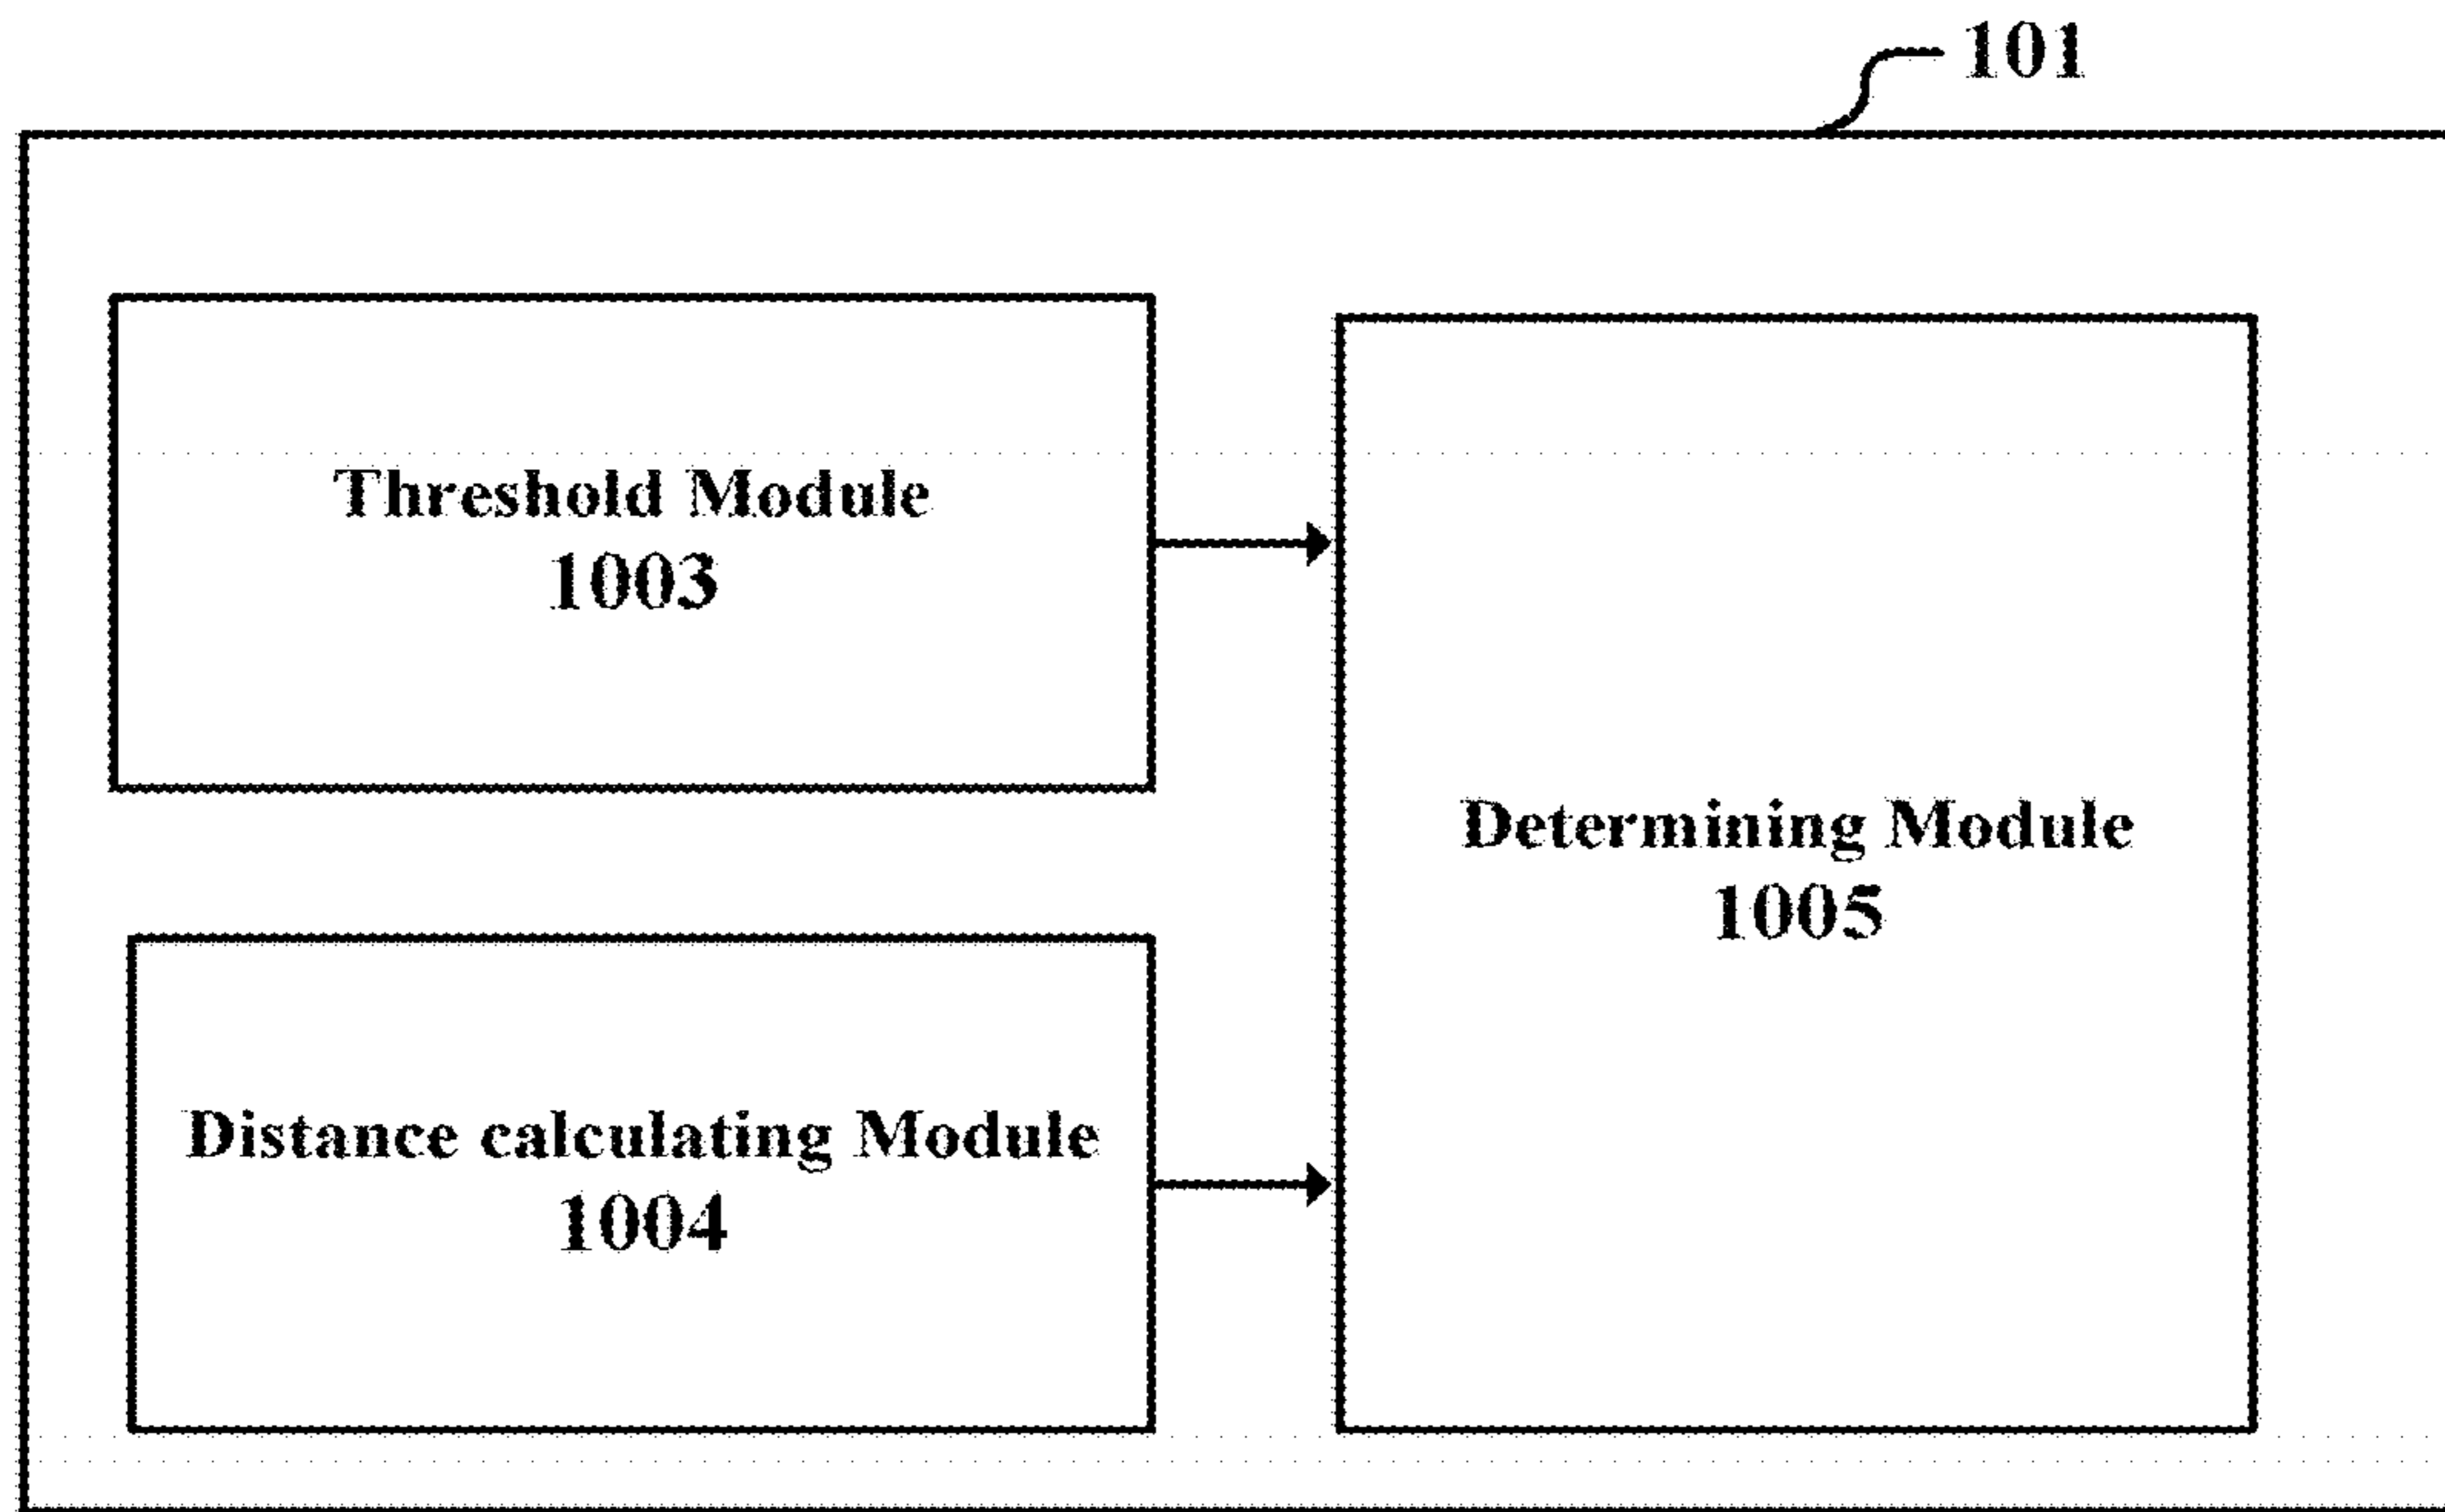 101
Threshold Module
1003
Determining Module
1005
Distance calculating Module
1004